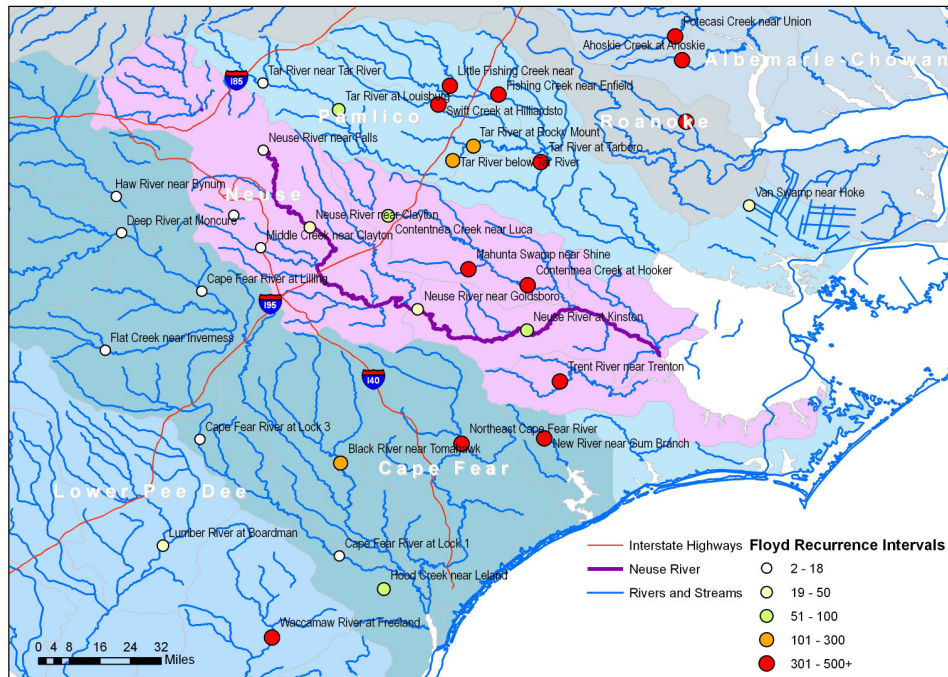 Potecasi Creek near Union
Ahoskie Creek at Ahoskie
Albemarle-Chowan
185
Tar River near Tar River
Little Fishing Creek near
Fishing Creek near Enfield
Tar River at Louisburg
Swift Creek at Hilliardsto
Pamlico
Roanoke
Tar River at Rocky Mount
Neuse River near Falls
Tar River at Tarboro
Tar River below Tar River
Haw River near Bynum
Neuse
Van Swamp near Hoke
Neuse River near Clayton
Deep River at Moncure
Contentnea Creek near Luca
Middle Creek near Clayton
Nahunta Swamp near Shine
Cape Fear River at Lilling
Contentnea Creek at Hooker
195
Neuse River near Goldsboro
Neuse River at Kinston
Flat Creek near Inverness
140
Trent River near Trenton
Cape Fear River at Lock 3
Northeast Cape Fear River
New River near Gum Branch
Black River near Tomahawk
Cape Fear
Lower Pee Dee
Lumber River at Boardman
Cape Fear River at Lock 1
Hood Creek near Leland
Waccamaw River at Freeland
Interstate Highways
Neuse River
Rivers and Streams
Floyd Recurrence Intervals
2 - 18
19 - 50
51 - 100
101 - 300
301 - 500+
0 4 8 16 24 32
Miles